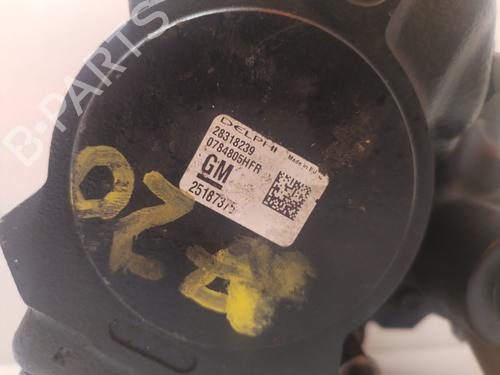 DELPHI
Made in EU
28318239
0784805HFR
GM
25187375
B-PARTS